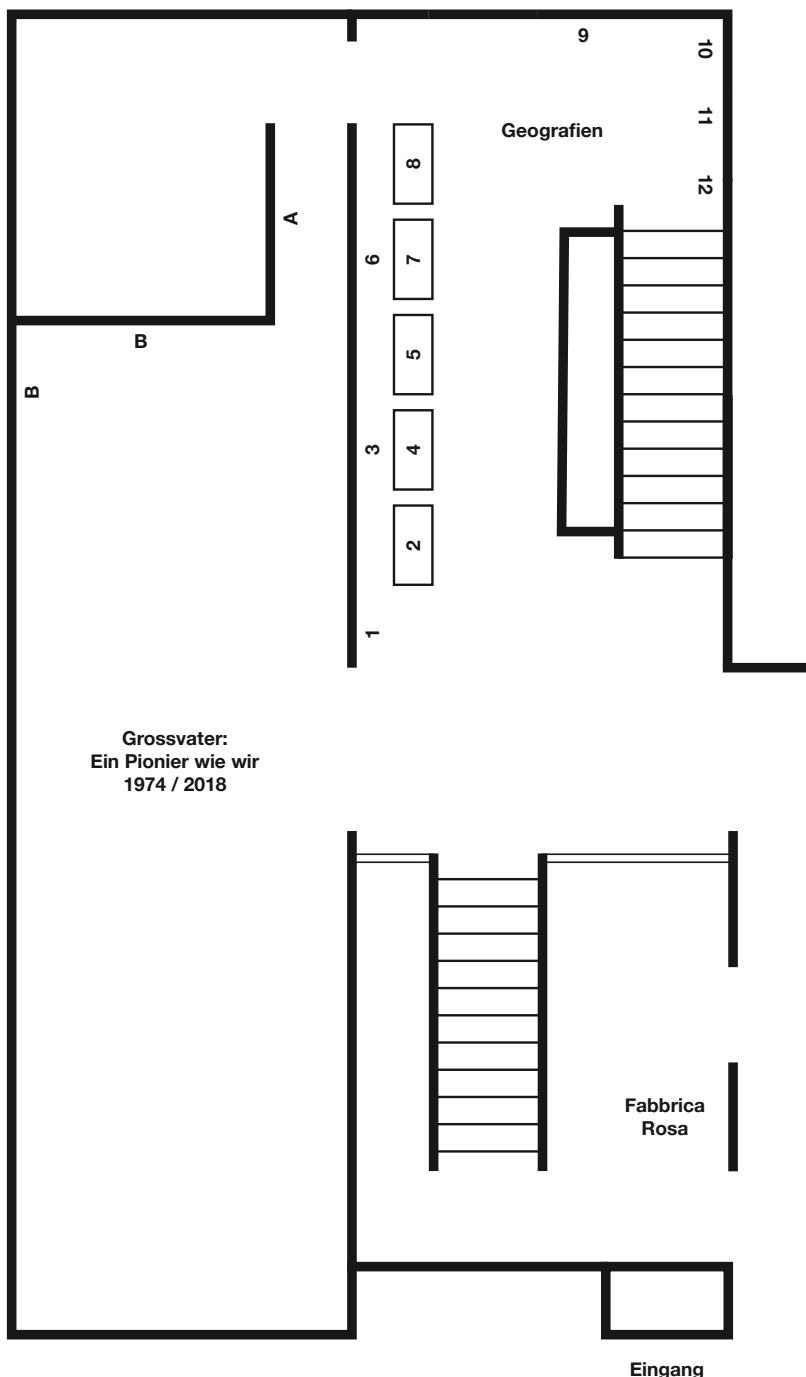 9
10
11
Geografien
8
12
A
6
7
B
5
B
3
4
2
1
Grossvater:
Ein Pionier wie wir
1974 / 2018
Fabbrica
Rosa
Eingang